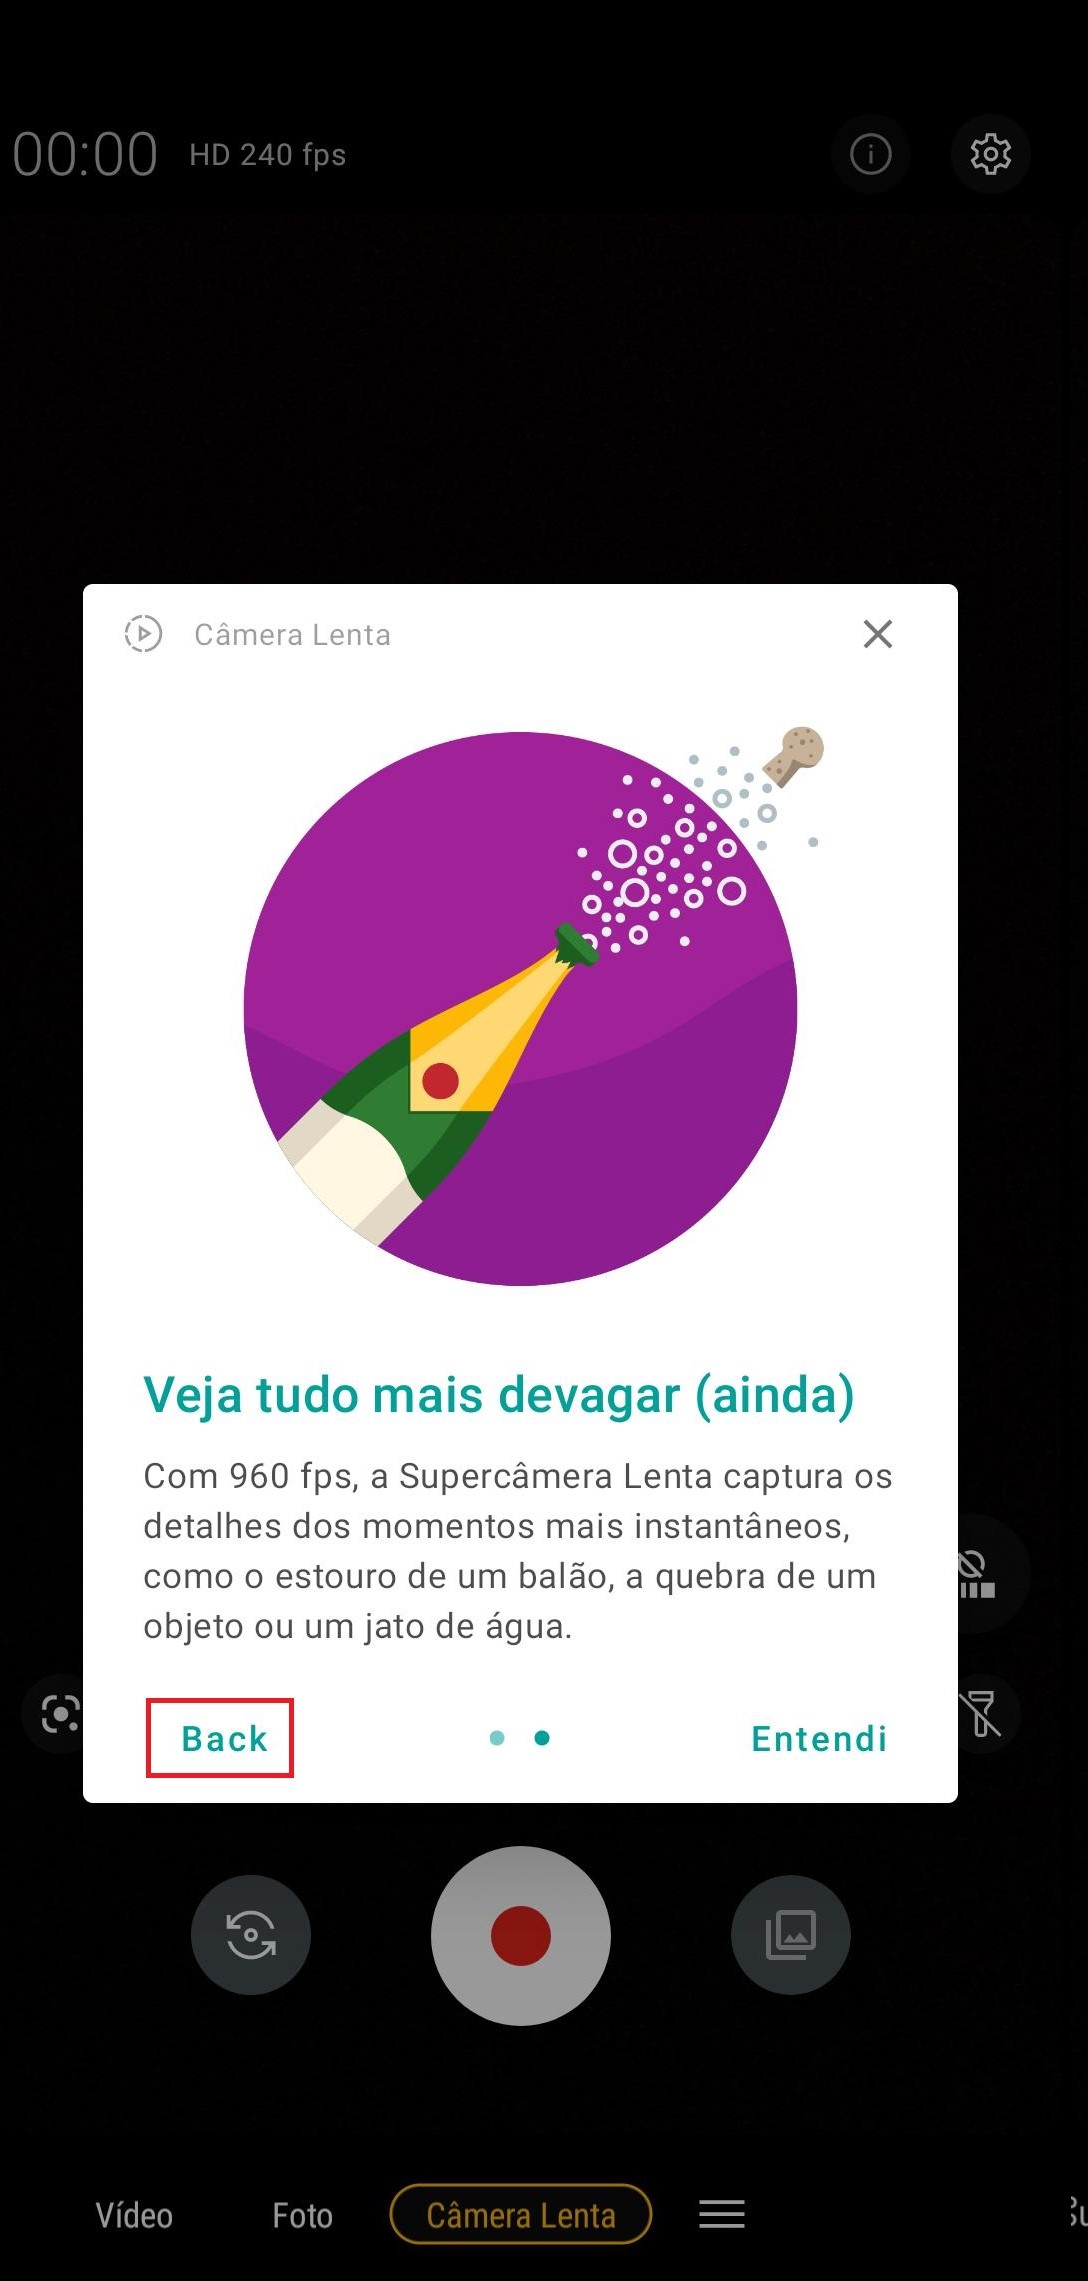 00:00 HD 240 fps
Câmera Lenta
Veja tudo mais devagar (ainda)
Com 960 fps, a Supercâmera Lenta captura os
detalhes dos momentos mais instantâneos,
como o estouro de um balão, a quebra de um
objeto ou um jato de água.
Back Entendi
Vídeo Foto Câmera Lenta